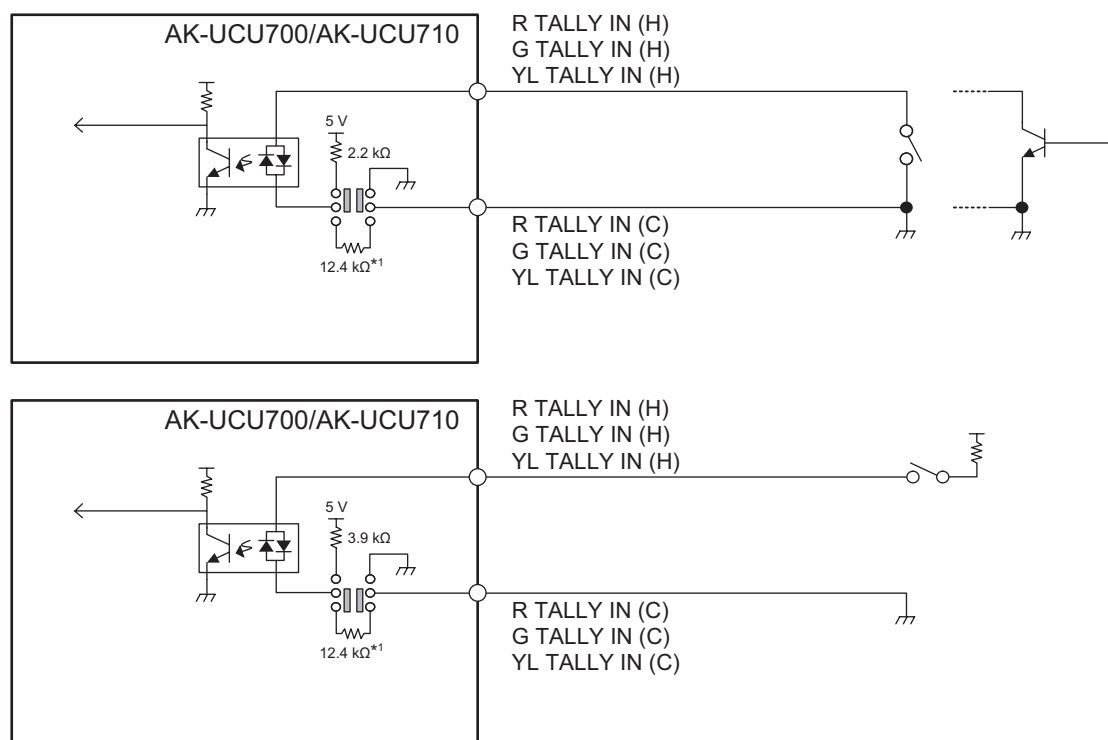 AK-UCU700/AK-UCU710
R TALLY IN (H)
G TALLY IN (H)
YL TALLY IN (H)
5 V
2.2 kΩ
12.4 kΩ*1
R TALLY IN (C)
G TALLY IN (C)
YL TALLY IN (C)
AK-UCU700/AK-UCU710
R TALLY IN (H)
G TALLY IN (H)
YL TALLY IN (H)
5 V
3.9 kΩ
12.4 kΩ*1
R TALLY IN (C)
G TALLY IN (C)
YL TALLY IN (C)